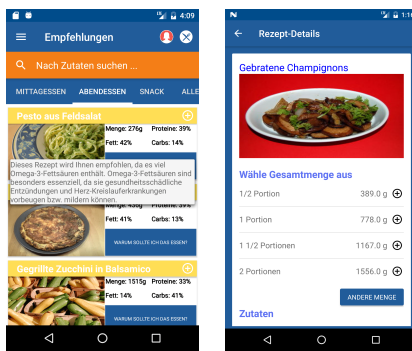 4:09
Empfehlungen
Nach Zutaten suchen ...
MITTAGESSEN ABENDESSEN SNACK ALLE
Pesto aus Feldsalat
Menge: 276g Proteine: 39%
Fett: 42% Carbs: 14%
Dieses Rezept wird Ihnen empfohlen, da es viel
Omega-3-Fettsäuren enthält. Omega-3-Fettsäuren sind
besonders essenziell, da sie gesundheitsschädliche
Entzündungen und Herz-Kreislauferkrankungen
vorbeugen bzw. mildern können.
Fett: 41% Carbs: 13%
WARUM SOLLTE ICH DAS ESSEN?
Gegrillte Zucchini in Balsamico
Menge: 1515g Proteine: 33%
Fett: 14% Carbs: 41%
WARUM SOLLTE ICH DAS ESSEN?
Rezept-Details
Gebratene Champignons
Wähle Gesamtmenge aus
1/2 Portion 389.0 g
1 Portion 778.0 g
1 1/2 Portionen 1167.0 g
2 Portionen 1556.0 g
ANDERE MENGE
Zutaten